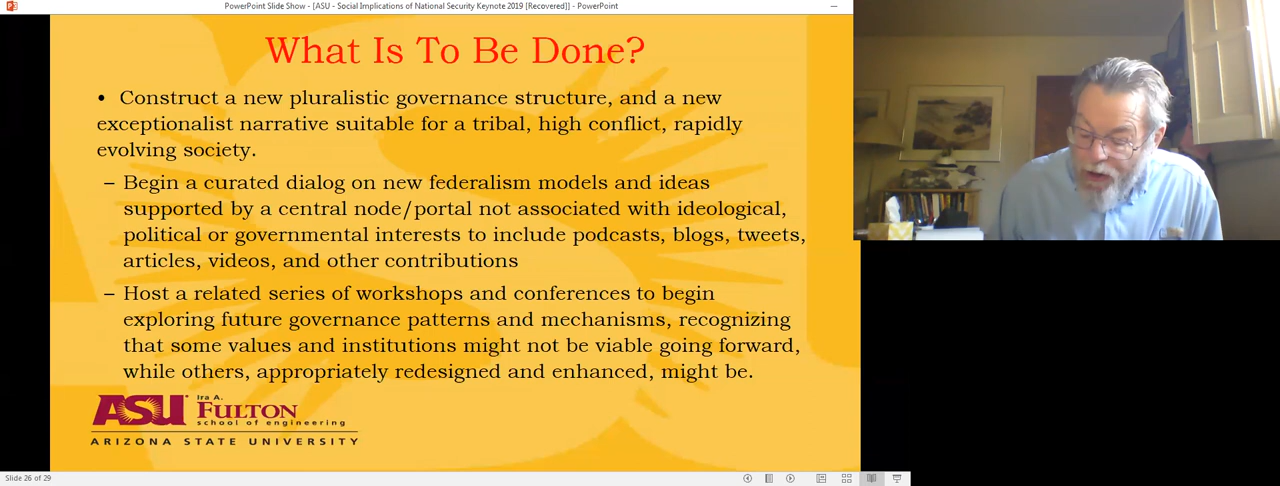 PowerPoint Slide Show - [ASU - Social Implications of National Security Keynote 2019 [Recovered]] - PowerPoint
What Is To Be Done?
• Construct a new pluralistic governance structure, and a new
exceptionalist narrative suitable for a tribal, high conflict, rapidly
evolving society.
– Begin a curated dialog on new federalism models and ideas
supported by a central node/portal not associated with ideological,
political or governmental interests to include podcasts, blogs, tweets,
articles, videos, and other contributions
– Host a related series of workshops and conferences to begin
exploring future governance patterns and mechanisms, recognizing
that some values and institutions might not be viable going forward,
while others, appropriately redesigned and enhanced, might be.
ASU Ira A.
FULTON
school of engineering
ARIZONA STATE UNIVERSITY
Slide 26 of 29